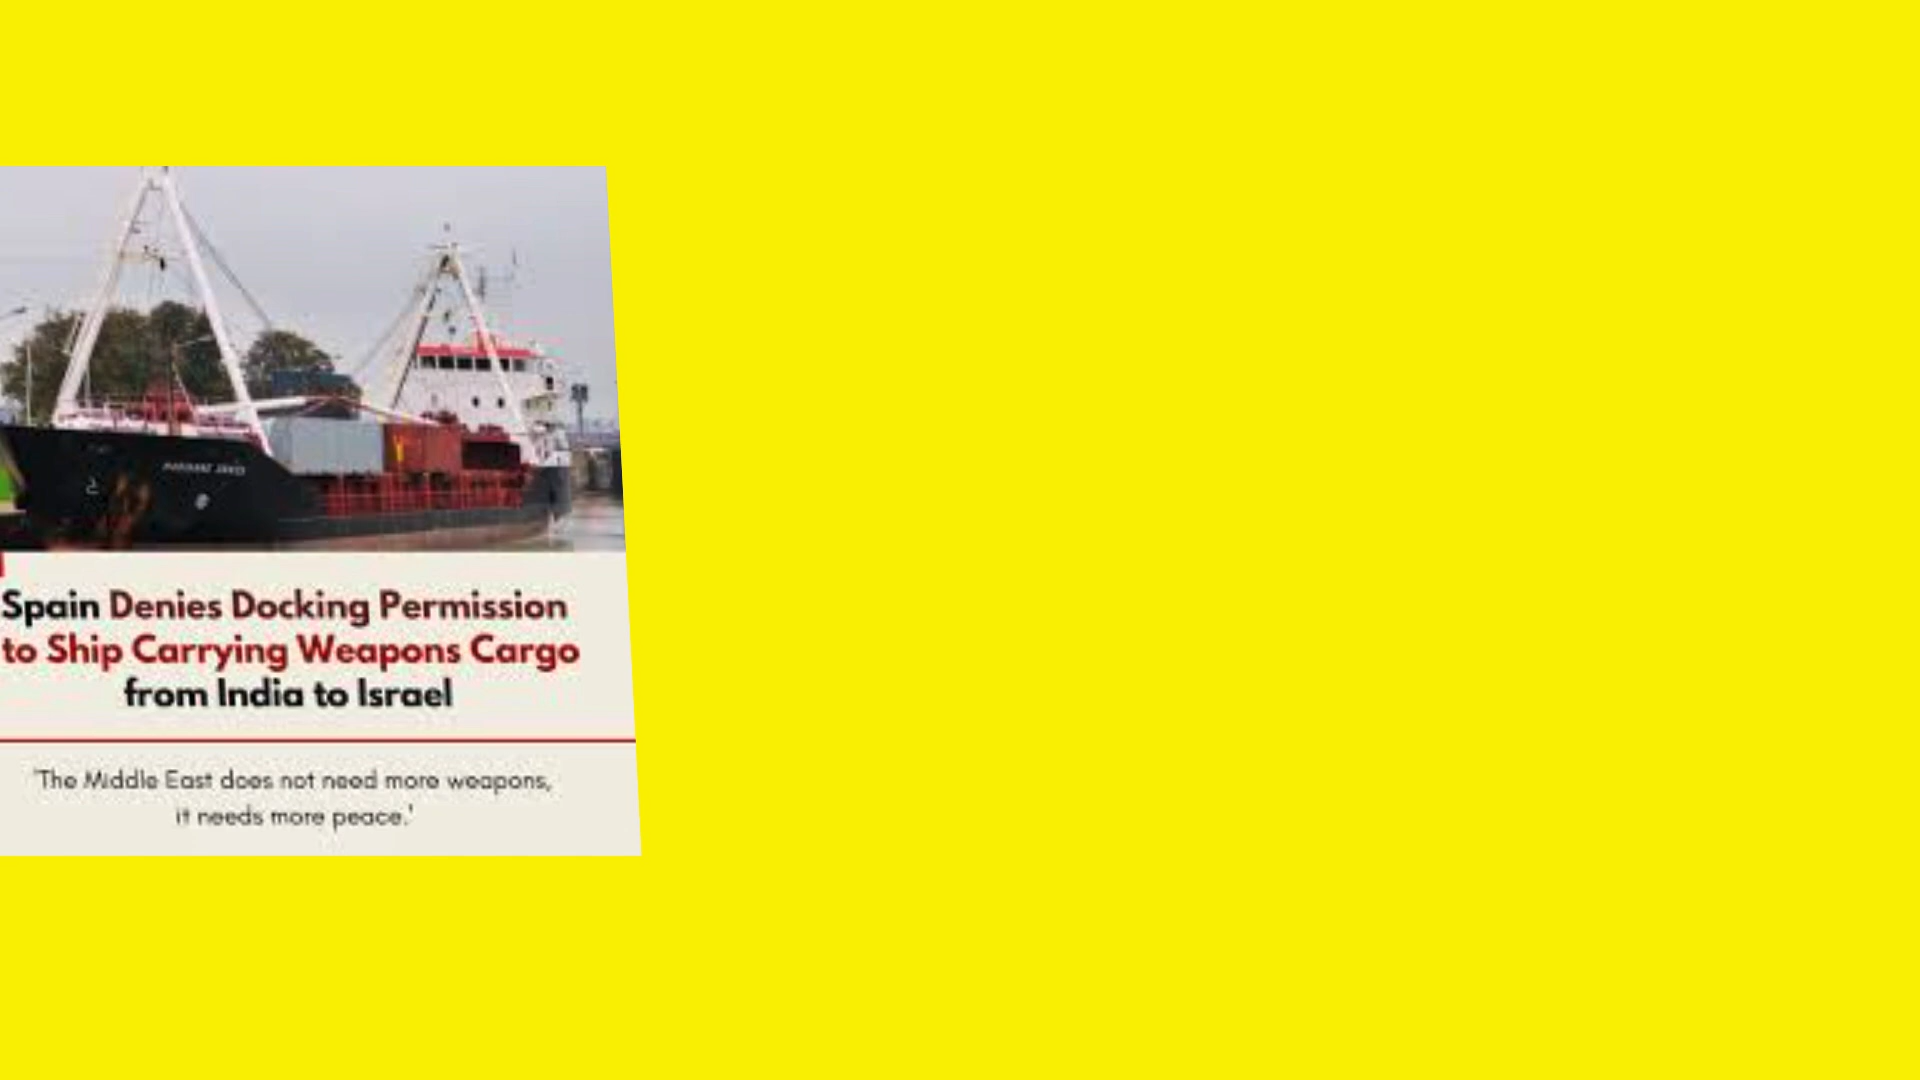 Spain Denies Docking Permission
to Ship Carrying Weapons Cargo
from India to Israel
'The Middle East does not need more weapons,
it needs more peace.'